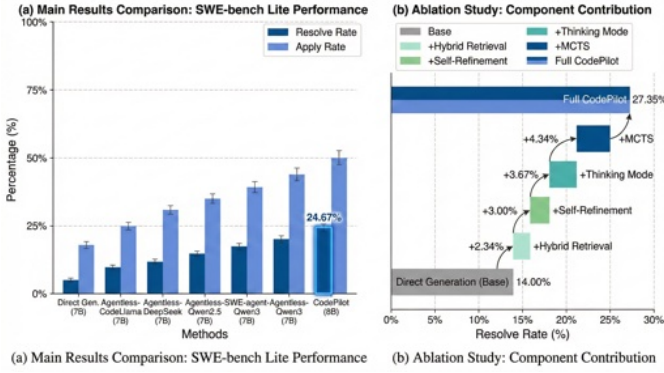 (a) Main Results Comparison: SWE-bench Lite Performance
Resolve Rate
Apply Rate
Percentage (%)
100%
75%
50%
25%
0%
24.67%
Direct Gen. (7B)
Agentless-CodeLlama (7B)
Agentless-DeepSeek (7B)
Agentless-Qwen2.5 (7B)
SWE-agent-Qwen3 (7B)
Agentless-Qwen3 (7B)
CodePilot (8B)
Methods
(a) Main Results Comparison: SWE-bench Lite Performance
(b) Ablation Study: Component Contribution
Base
+Hybrid Retrieval
+Self-Refinement
+Thinking Mode
+MCTS
Full CodePilot
Full CodePilot
27.35%
+4.34%
+MCTS
+3.67%
+Thinking Mode
+3.00%
+Self-Refinement
+2.34%
+Hybrid Retrieval
Direct Generation (Base)
14.00%
0%
5%
10%
15%
20%
25%
30%
Resolve Rate (%)
(b) Ablation Study: Component Contribution